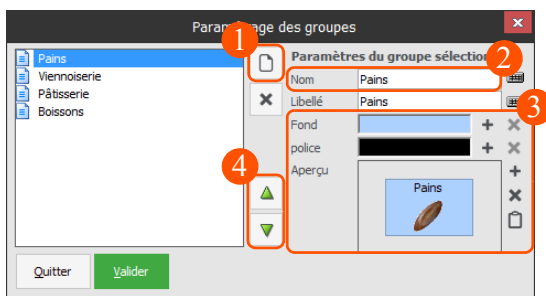 Paramétrage des groupes
1
Pains
Viennoiserie
Pâtisserie
Boissons
Paramètres du groupe sélection
2
Nom Pains
Libellé Pains
3
Fond
police
Aperçu
Pains
4
Quitter Valider